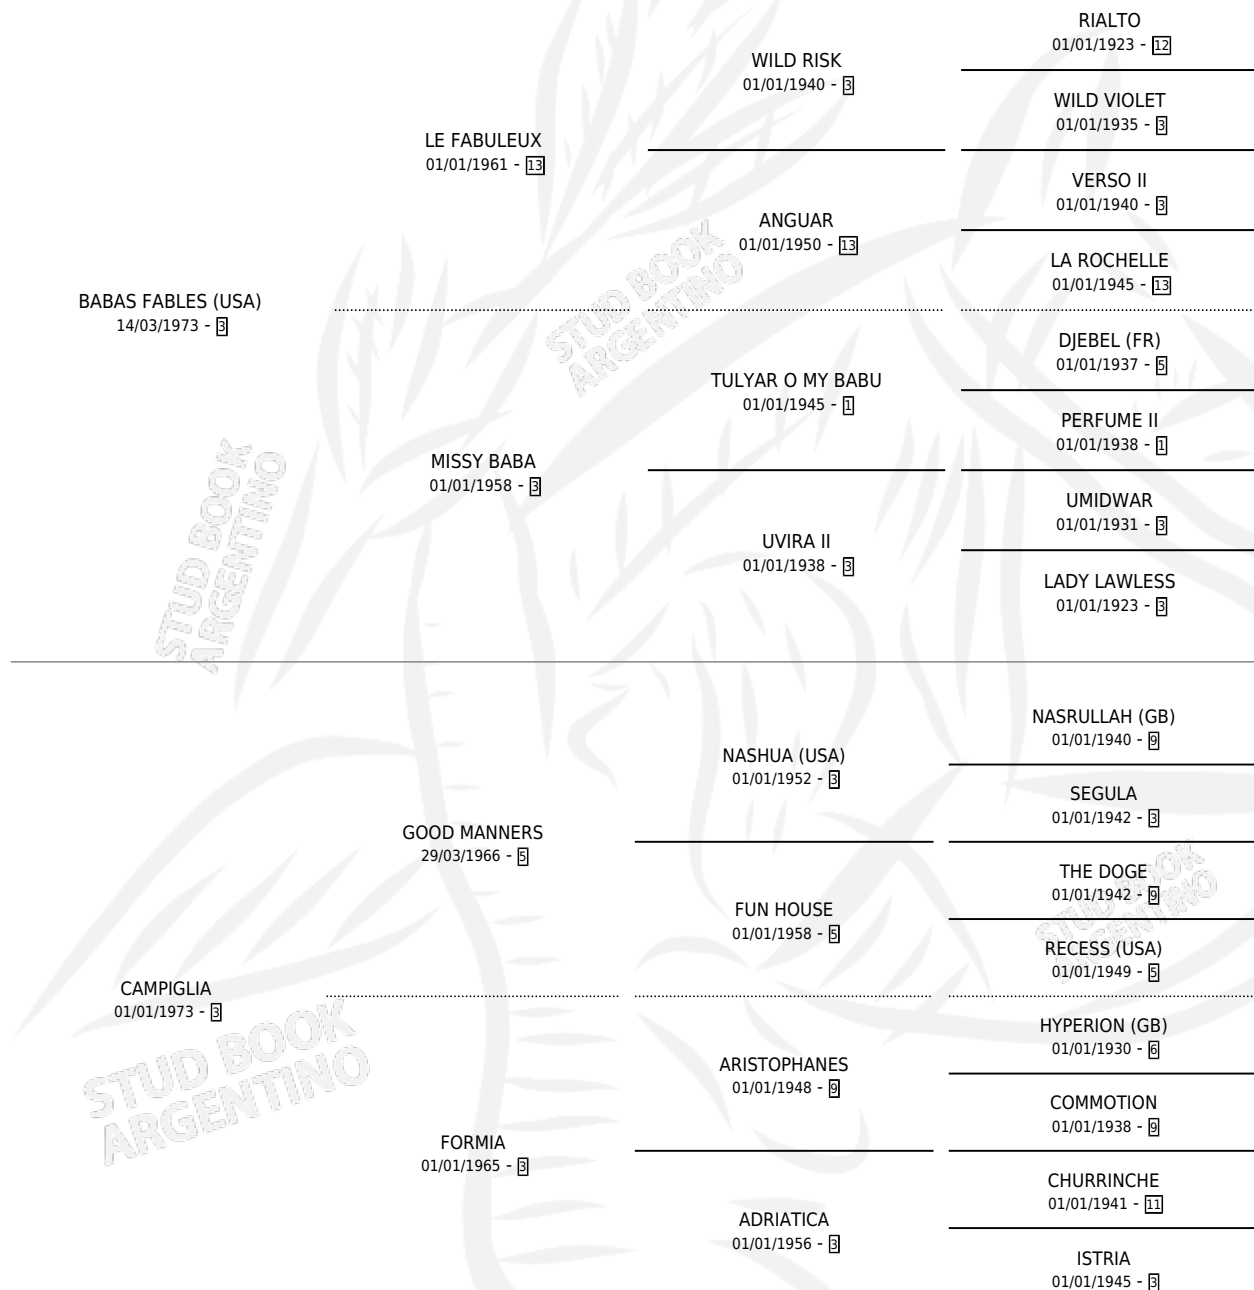 RIALTO
01/01/1923 - 12
WILD RISK
01/01/1940 - 3
WILD VIOLET
01/01/1935 - 3
LE FABULEUX
01/01/1961 - 13
VERSO II
01/01/1940 - 3
ANGUAR
01/01/1950 - 13
LA ROCHELLE
01/01/1945 - 13
BABAS FABLES (USA)
14/03/1973 - 3
DJEBEL (FR)
01/01/1937 - 5
TULYAR O MY BABU
01/01/1945 - 1
PERFUME II
01/01/1938 - 1
MISSY BABA
01/01/1958 - 3
UMIDWAR
01/01/1931 - 3
UVIRA II
01/01/1938 - 3
LADY LAWLESS
01/01/1923 - 3
STUD BOOK
ARGENTINO
STUD BOOK
ARGENTINO
NASRULLAH (GB)
01/01/1940 - 9
NASHUA (USA)
01/01/1952 - 3
SEGULA
01/01/1942 - 3
GOOD MANNERS
29/03/1966 - 5
THE DOGE
01/01/1942 - 9
FUN HOUSE
01/01/1958 - 5
RECESS (USA)
01/01/1949 - 5
CAMPIGLIA
01/01/1973 - 3
HYPERION (GB)
01/01/1930 - 6
ARISTOPHANES
01/01/1948 - 9
COMMOTION
01/01/1938 - 9
FORMIA
01/01/1965 - 3
CHURRINCHE
01/01/1941 - 11
ADRIATICA
01/01/1956 - 3
ISTRIA
01/01/1945 - 3
STUD BOOK
ARGENTINO
STUD BOOK
ARGENTINO